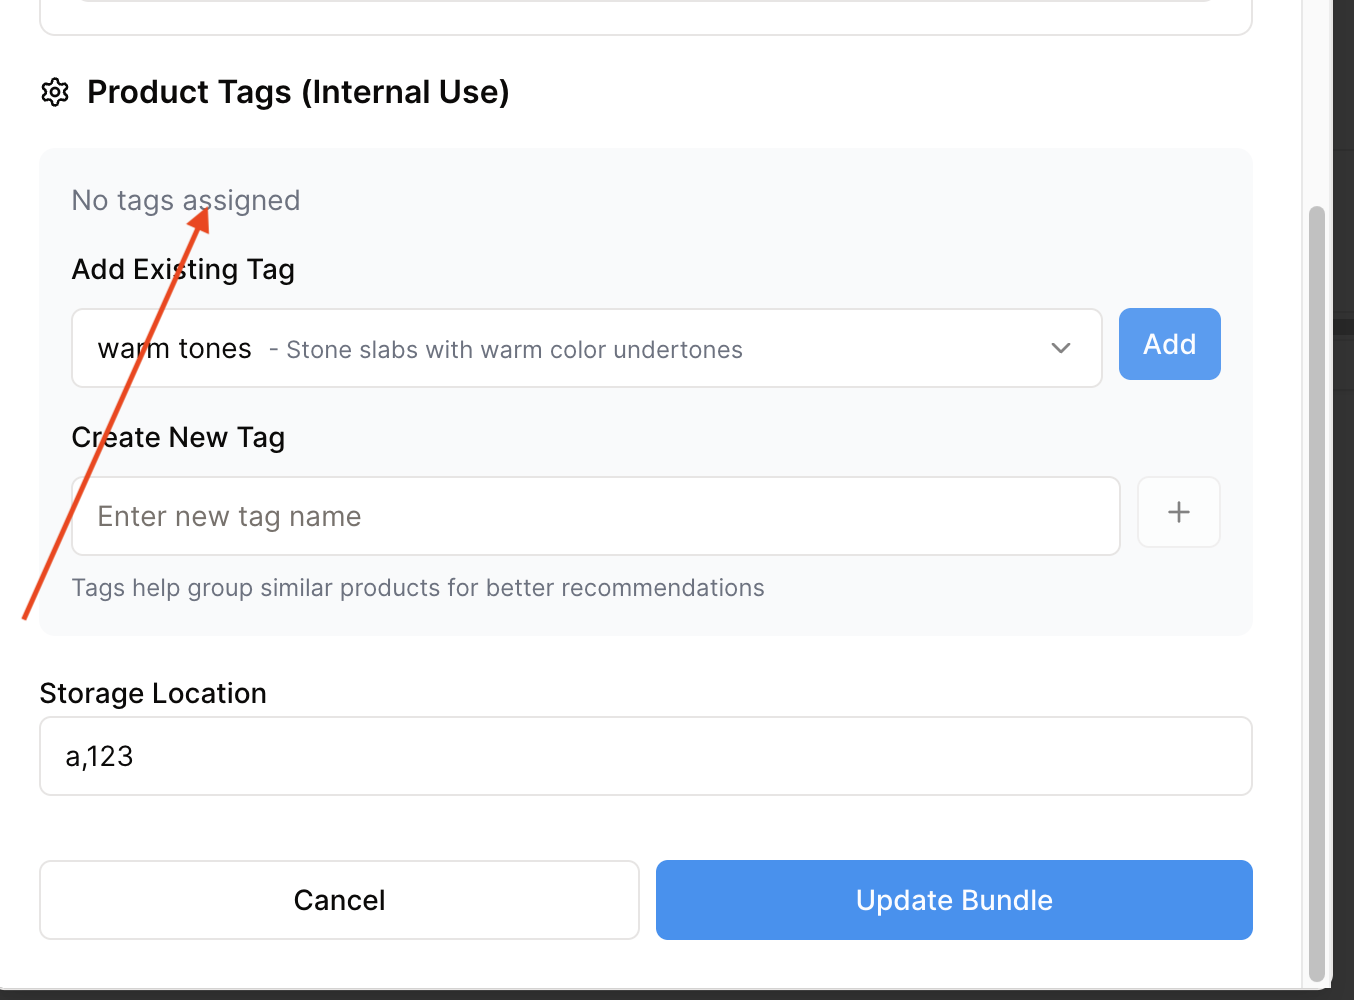 Product Tags (Internal Use)
No tags assigned
Add Existing Tag
warm tones - Stone slabs with warm color undertones
Add
Create New Tag
Enter new tag name
+
Tags help group similar products for better recommendations
Storage Location
a,123
Cancel
Update Bundle